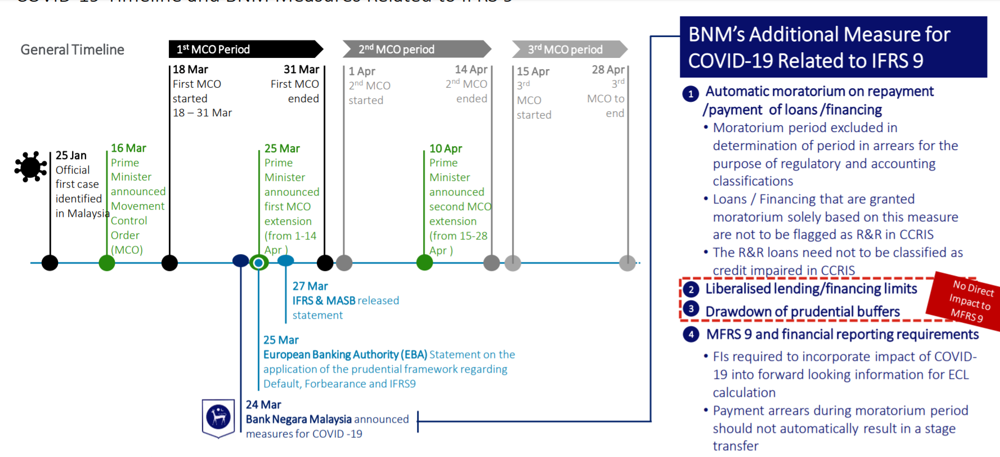 COVID-19 Timeline and BNM Measures Related to IFRS 9
General Timeline
1st MCO Period
2nd MCO period
3rd MCO period
18 Mar
First MCO
started
18 – 31 Mar
31 Mar
First MCO
ended
1 Apr
2nd MCO
started
14 Apr
2nd MCO
ended
15 Apr
3rd
MCO
started
28 Apr
3rd
MCO to
end
25 Jan
Official
first case
identified
in Malaysia
16 Mar
Prime
Minister
announced
Movement
Control
Order
(MCO)
25 Mar
Prime
Minister
announced
first MCO
extension
(from 1-14
Apr )
10 Apr
Prime
Minister
announced
second MCO
extension
(from 15-28
Apr )
27 Mar
IFRS & MASB released
statement
25 Mar
European Banking Authority (EBA) Statement on the
application of the prudential framework regarding
Default, Forbearance and IFRS9
24 Mar
Bank Negara Malaysia announced
measures for COVID -19
BNM's Additional Measure for
COVID-19 Related to IFRS 9
1 Automatic moratorium on repayment
/payment of loans /financing
• Moratorium period excluded in
determination of period in arrears for the
purpose of regulatory and accounting
classifications
• Loans / Financing that are granted
moratorium solely based on this measure
are not to be flagged as R&R in CCRIS
• The R&R loans need not to be classified as
credit impaired in CCRIS
2 Liberalised lending/financing limits
3 Drawdown of prudential buffers
No Direct
Impact to
MFRS 9
4 MFRS 9 and financial reporting requirements
• FIs required to incorporate impact of COVID-
19 into forward looking information for ECL
calculation
• Payment arrears during moratorium period
should not automatically result in a stage
transfer